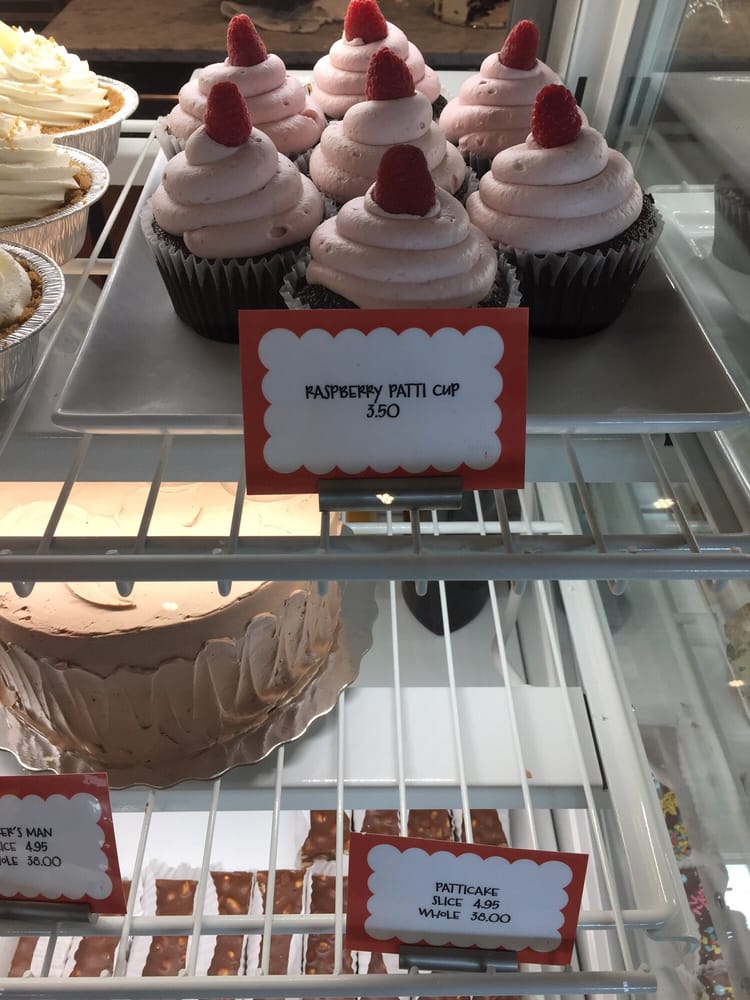 RASPBERRY PATTI CUP
3.50
ER'S MAN
ICE 4.95
OLE 38.00
PATTICAKE
SLICE 4.95
WHOLE 38.00